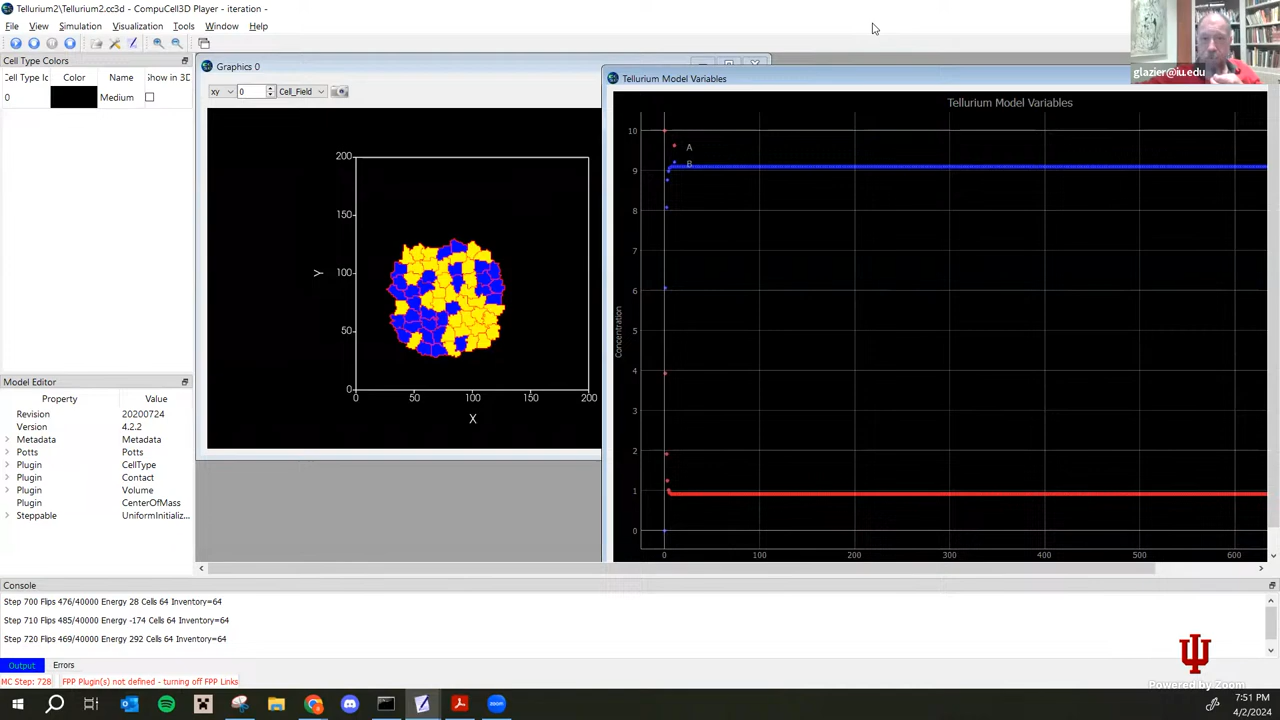 Tellurium2\Tellurium2.cc3d - CompuCell3D Player - iteration -
File View Simulation Visualization Tools Window Help
Cell Type Colors
Cell Type Ic Color Name Show in 3D
0 Medium
Graphics 0
xy 0 Cell_Field
200
150
100
50
0
Y
0 50 100 150 200
X
Tellurium Model Variables
Tellurium Model Variables
A
B
10
9
8
7
6
5
4
3
2
1
0
Concentration
0 100 200 300 400 500 600
glazier@iu.edu
Model Editor
Property Value
Revision 20200724
Version 4.2.2
Metadata Metadata
Potts Potts
Plugin CellType
Plugin Contact
Plugin Volume
Plugin CenterOfMass
Steppable UniformInitializ...
Console
Step 700 Flips 476/40000 Energy 28 Cells 64 Inventory=64
Step 710 Flips 485/40000 Energy -174 Cells 64 Inventory=64
Step 720 Flips 469/40000 Energy 292 Cells 64 Inventory=64
Output Errors
MC Step: 728 FPP Plugin(s) not defined - turning off FPP Links
Powered by Zoom
7:51 PM
4/2/2024